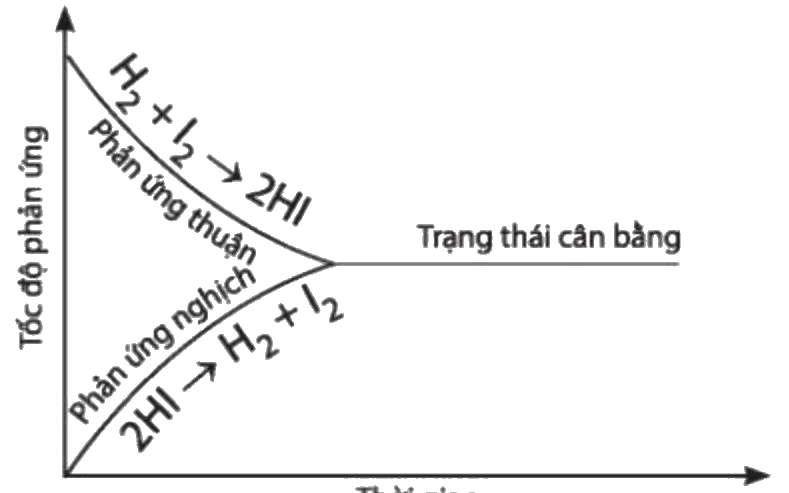 H₂ + I₂ → 2HI
Phản ứng thuận
Tốc độ phản ứng
Trạng thái cân bằng
Phản ứng nghịch
2HI → H₂ + I₂